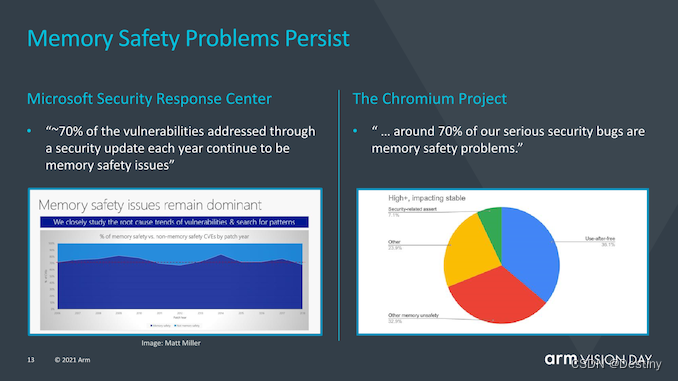 Memory Safety Problems Persist
Microsoft Security Response Center
• “~70% of the vulnerabilities addressed through
a security update each year continue to be
memory safety issues”
Memory safety issues remain dominant
We closely study the root cause trends of vulnerabilities & search for patterns
% of memory safety vs. non-memory safety CVEs by patch year
Image: Matt Miller
The Chromium Project
• “ … around 70% of our serious security bugs are
memory safety problems.”
High+, impacting stable
Security-related assert
7.1%
Other
23.9%
Use-after-free
36.1%
Other memory unsafety
32.9%
13 © 2021 Arm
arm VISION DAY
CSDN @Destiny